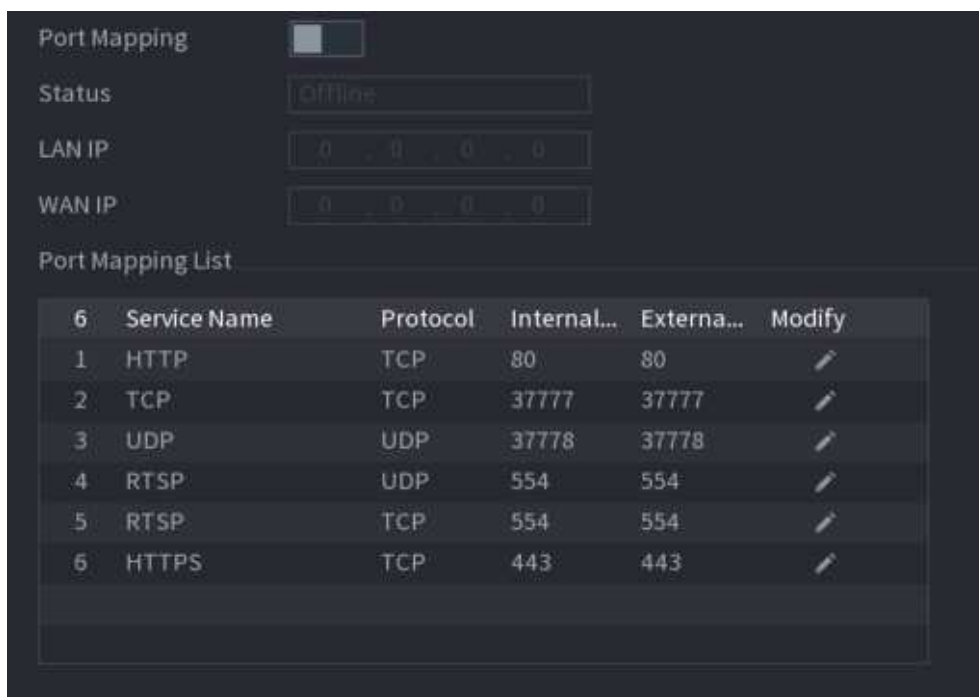 Port Mapping
Status Offline
LAN IP 0 . 0 . 0 . 0
WAN IP 0 . 0 . 0 . 0
Port Mapping List
6 Service Name Protocol Internal... Externa... Modify
1 HTTP TCP 80 80
2 TCP TCP 37777 37777
3 UDP UDP 37778 37778
4 RTSP UDP 554 554
5 RTSP TCP 554 554
6 HTTPS TCP 443 443